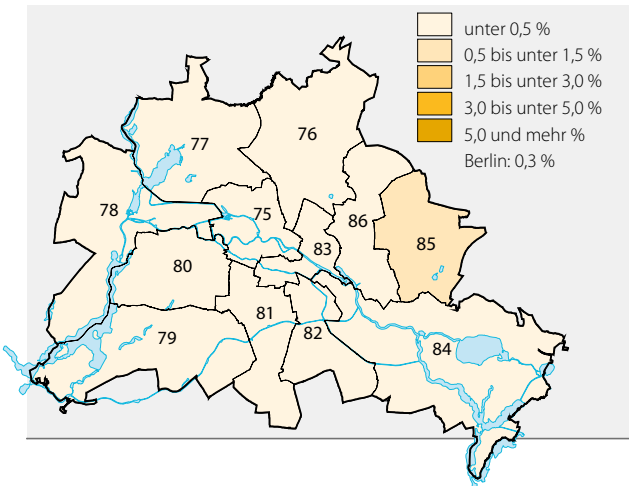 unter 0,5 %
0,5 bis unter 1,5 %
1,5 bis unter 3,0 %
3,0 bis unter 5,0 %
5,0 und mehr %
Berlin: 0,3 %
76
77
78
75
86
83
85
80
81
79
82
84